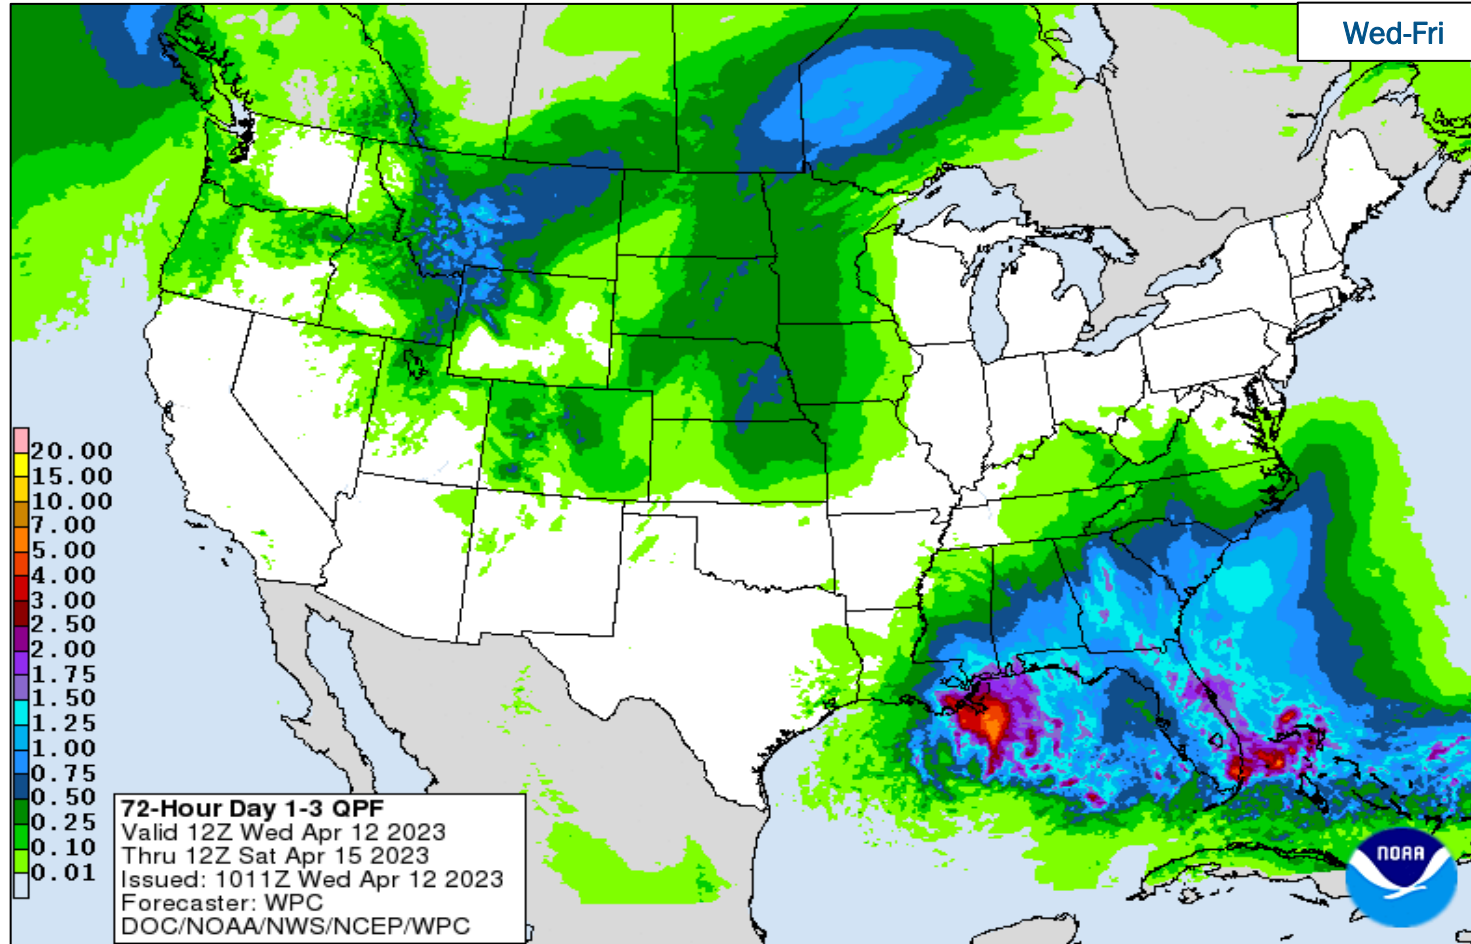 Wed-Fri
20.00
15.00
10.00
7.00
5.00
4.00
3.00
2.50
2.00
1.75
1.50
1.25
1.00
0.75
0.50
0.25
0.10
0.01
72-Hour Day 1-3 QPF
Valid 12Z Wed Apr 12 2023
Thru 12Z Sat Apr 15 2023
Issued: 1011Z Wed Apr 12 2023
Forecaster: WPC
DOC/NOAA/NWS/NCEP/WPC
NOAA